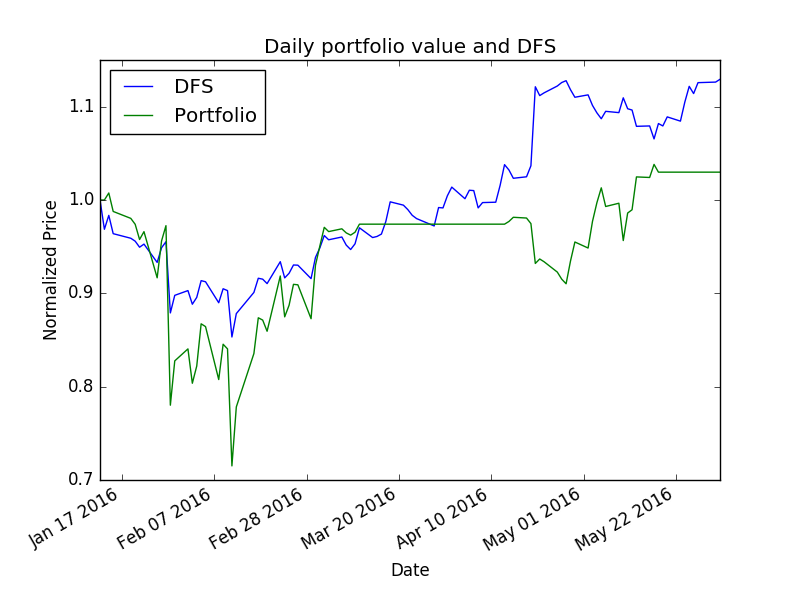 Daily portfolio value and DFS
DFS
Portfolio
1.1
1.0
0.9
0.8
0.7
Normalized Price
Jan 17 2016
Feb 07 2016
Feb 28 2016
Mar 20 2016
Apr 10 2016
May 01 2016
May 22 2016
Date